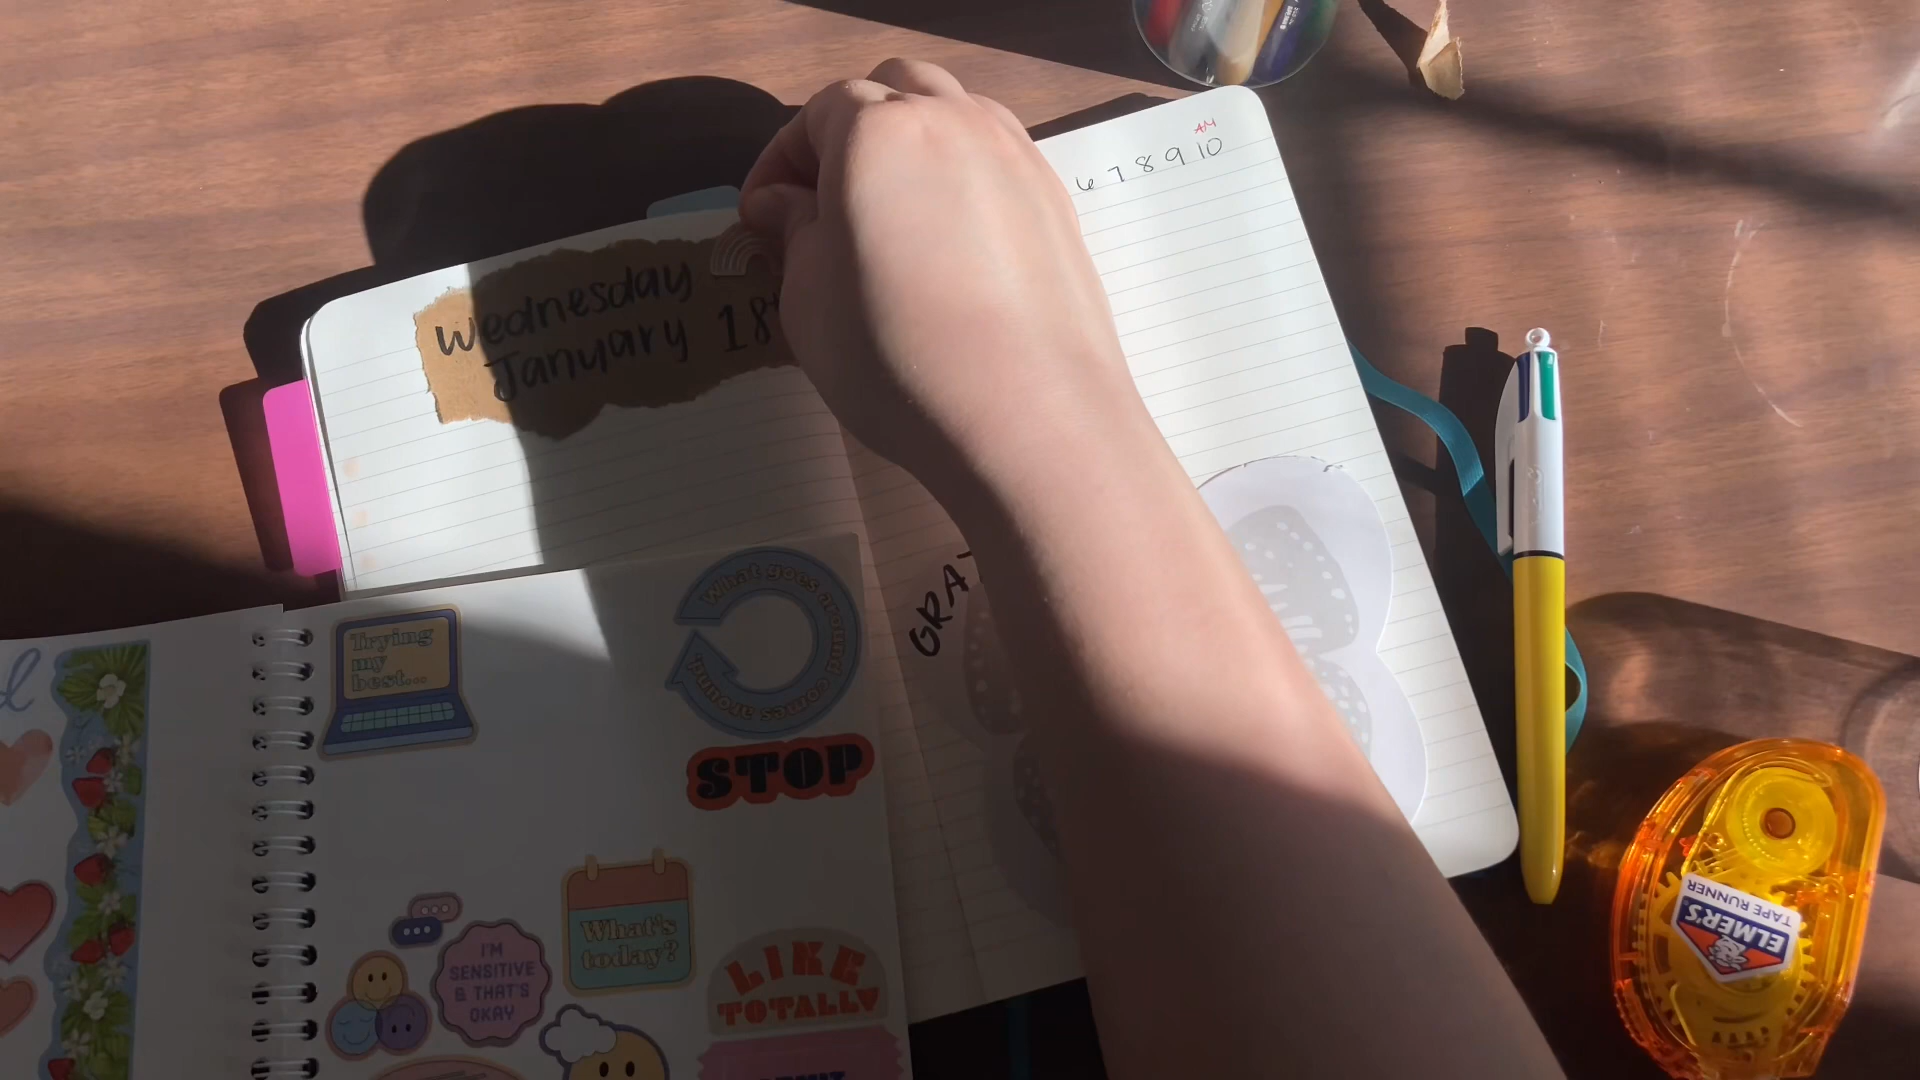 AM
6 7 8 9 10
Wednesday
January 18
GRA
Trying
my
best...
What goes around comes around
STOP
What's
today?
I'M
SENSITIVE
& THAT'S
OKAY
LIKE
TOTALLY
ELMER'S
TAPE RUNNER